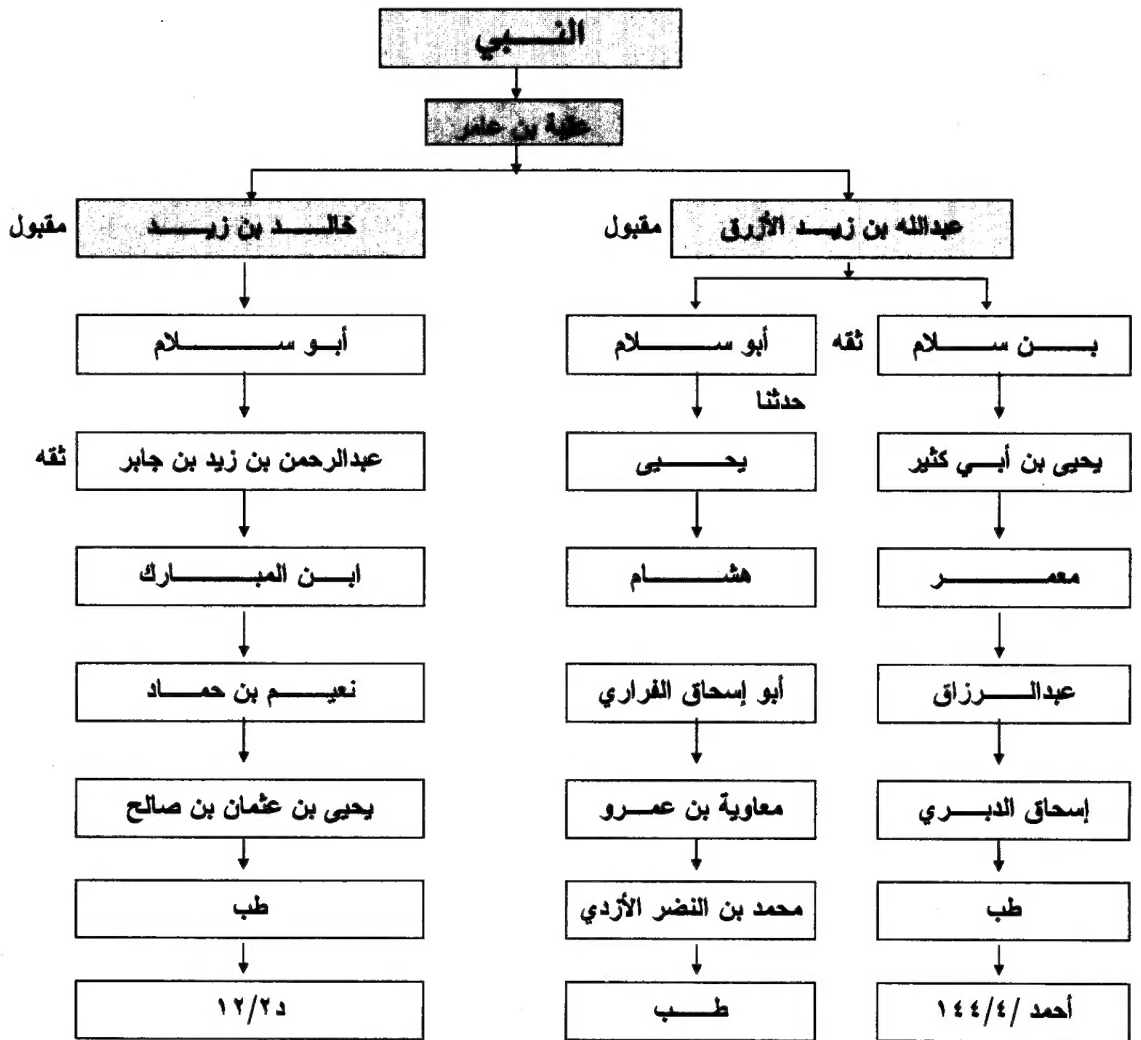 النبي
عقبة بن عامر
عبدالله بن زيد الأزرق
مقبول
خالد بن زيد
مقبول
بن سلام
ثقه
أبو سلام
أبو سلام
حدثنا
يحيى بن أبي كثير
يحيى
عبدالرحمن بن زيد بن جابر
ثقه
معمر
هشام
ابن المبارك
عبدالرزاق
أبو إسحاق الفراري
نعيم بن حماد
إسحاق الدبري
معاوية بن عمرو
يحيى بن عثمان بن صالح
طب
محمد بن النضر الأزدي
طب
أحمد /٤/١٤٤
طب
د١٢/٢